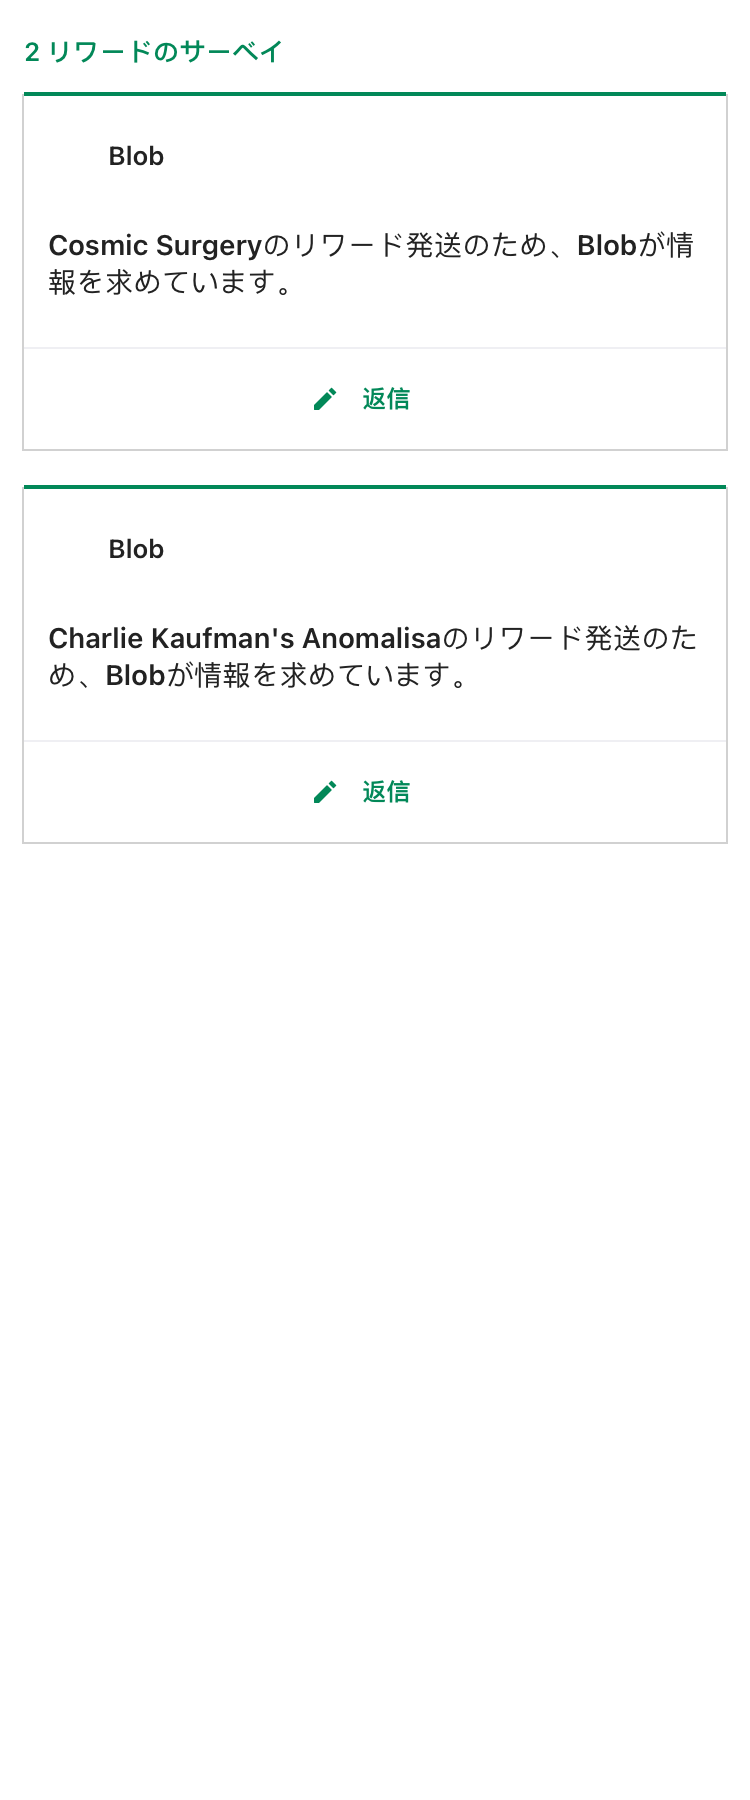 2 リワードのサーベイ
Blob
Cosmic Surgeryのリワード発送のため、Blobが情
報を求めています。
返信
Blob
Charlie Kaufman's Anomalisaのリワード発送のた
め、Blobが情報を求めています。
返信